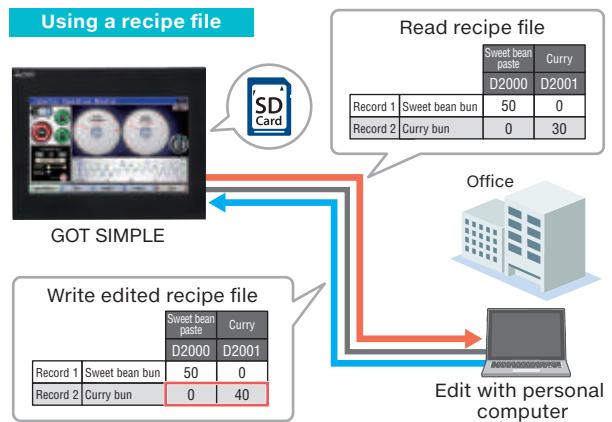 Using a recipe file
Read recipe file
Sweet bean
paste
Curry
D2000 D2001
Record 1 Sweet bean bun 50 0
Record 2 Curry bun 0 30
SD
Card
GOT SIMPLE
Office
Write edited recipe file
Sweet bean
paste
Curry
D2000 D2001
Record 1 Sweet bean bun 50 0
Record 2 Curry bun 0 40
Edit with personal
computer